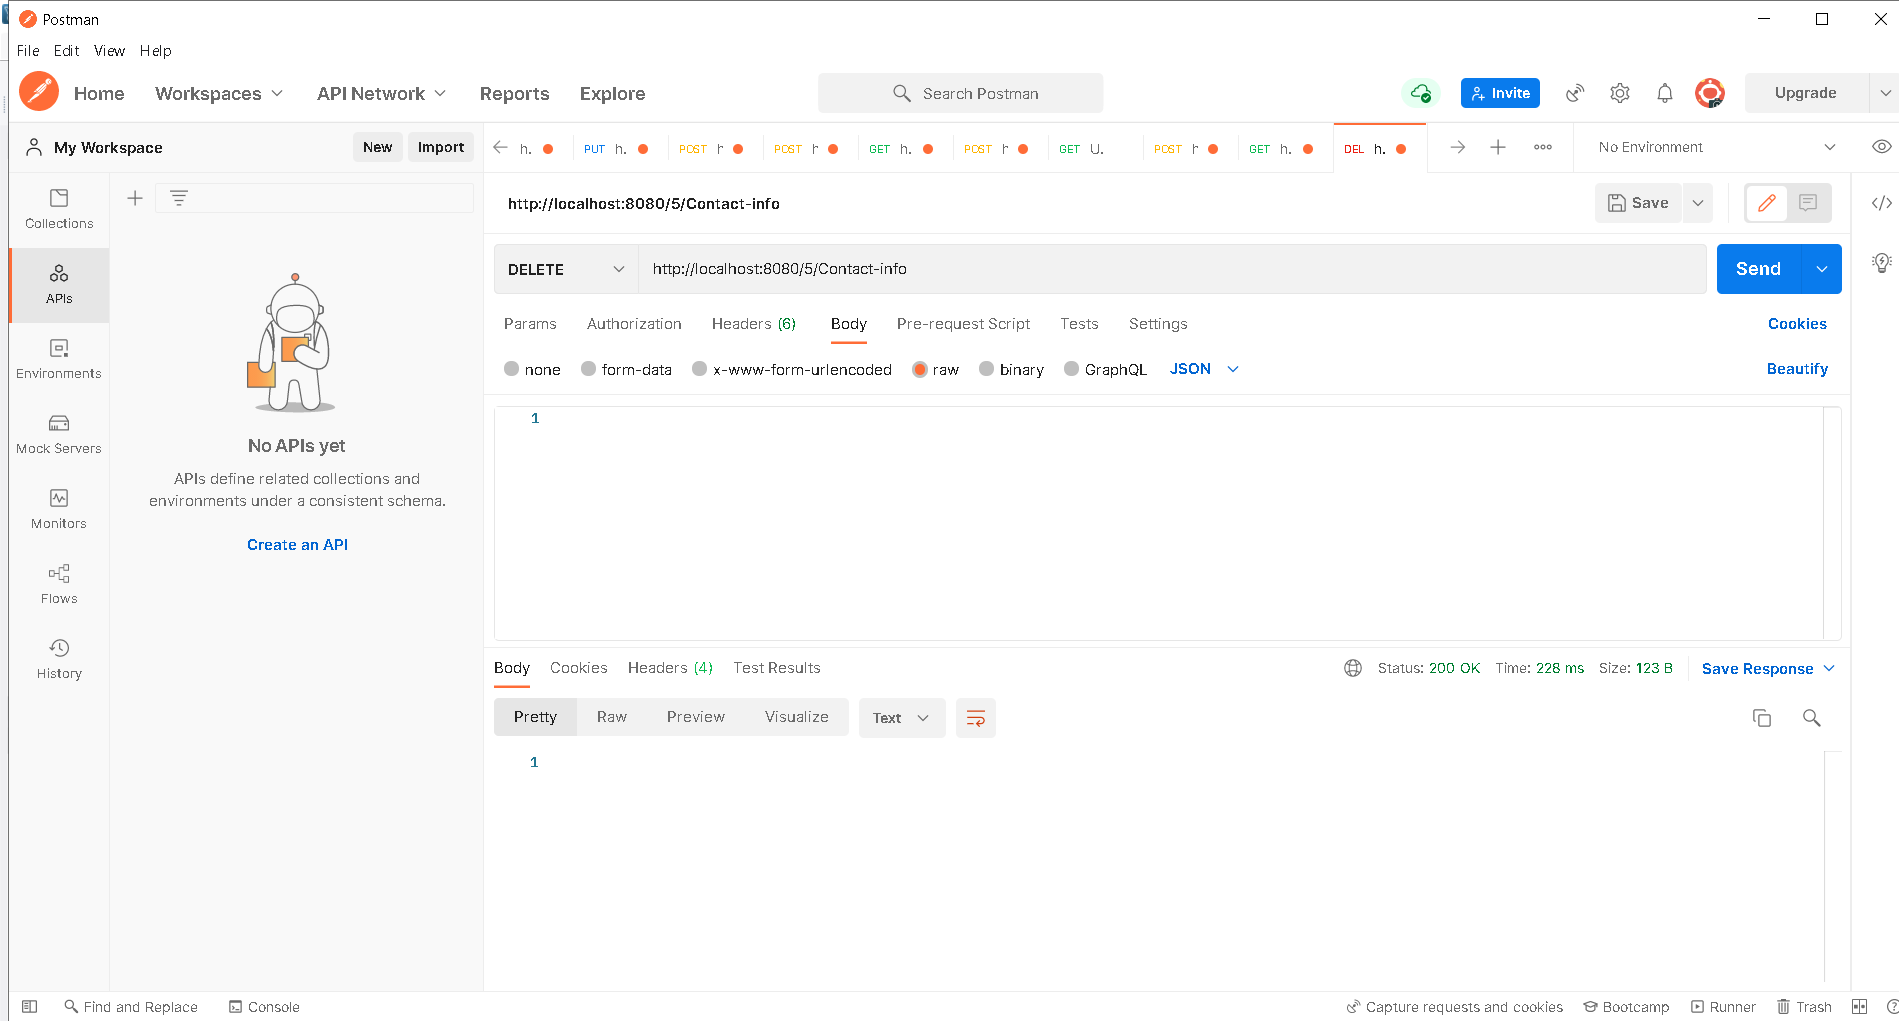 Postman
File Edit View Help
Home Workspaces API Network Reports Explore Search Postman Invite Upgrade
My Workspace New Import
h. PUT h. POST h POST h GET h. POST h GET U. POST h GET h. DEL h. No Environment
Collections
APIs
Environments
Mock Servers
Monitors
Flows
History
No APIs yet
APIs define related collections and
environments under a consistent schema.
Create an API
http://localhost:8080/5/Contact-info Save
DELETE http://localhost:8080/5/Contact-info Send
Params Authorization Headers (6) Body Pre-request Script Tests Settings Cookies
none form-data x-www-form-urlencoded raw binary GraphQL JSON Beautify
1
Body Cookies Headers (4) Test Results Status: 200 OK Time: 228 ms Size: 123 B Save Response
Pretty Raw Preview Visualize Text
1
Find and Replace Console Capture requests and cookies Bootcamp Runner Trash